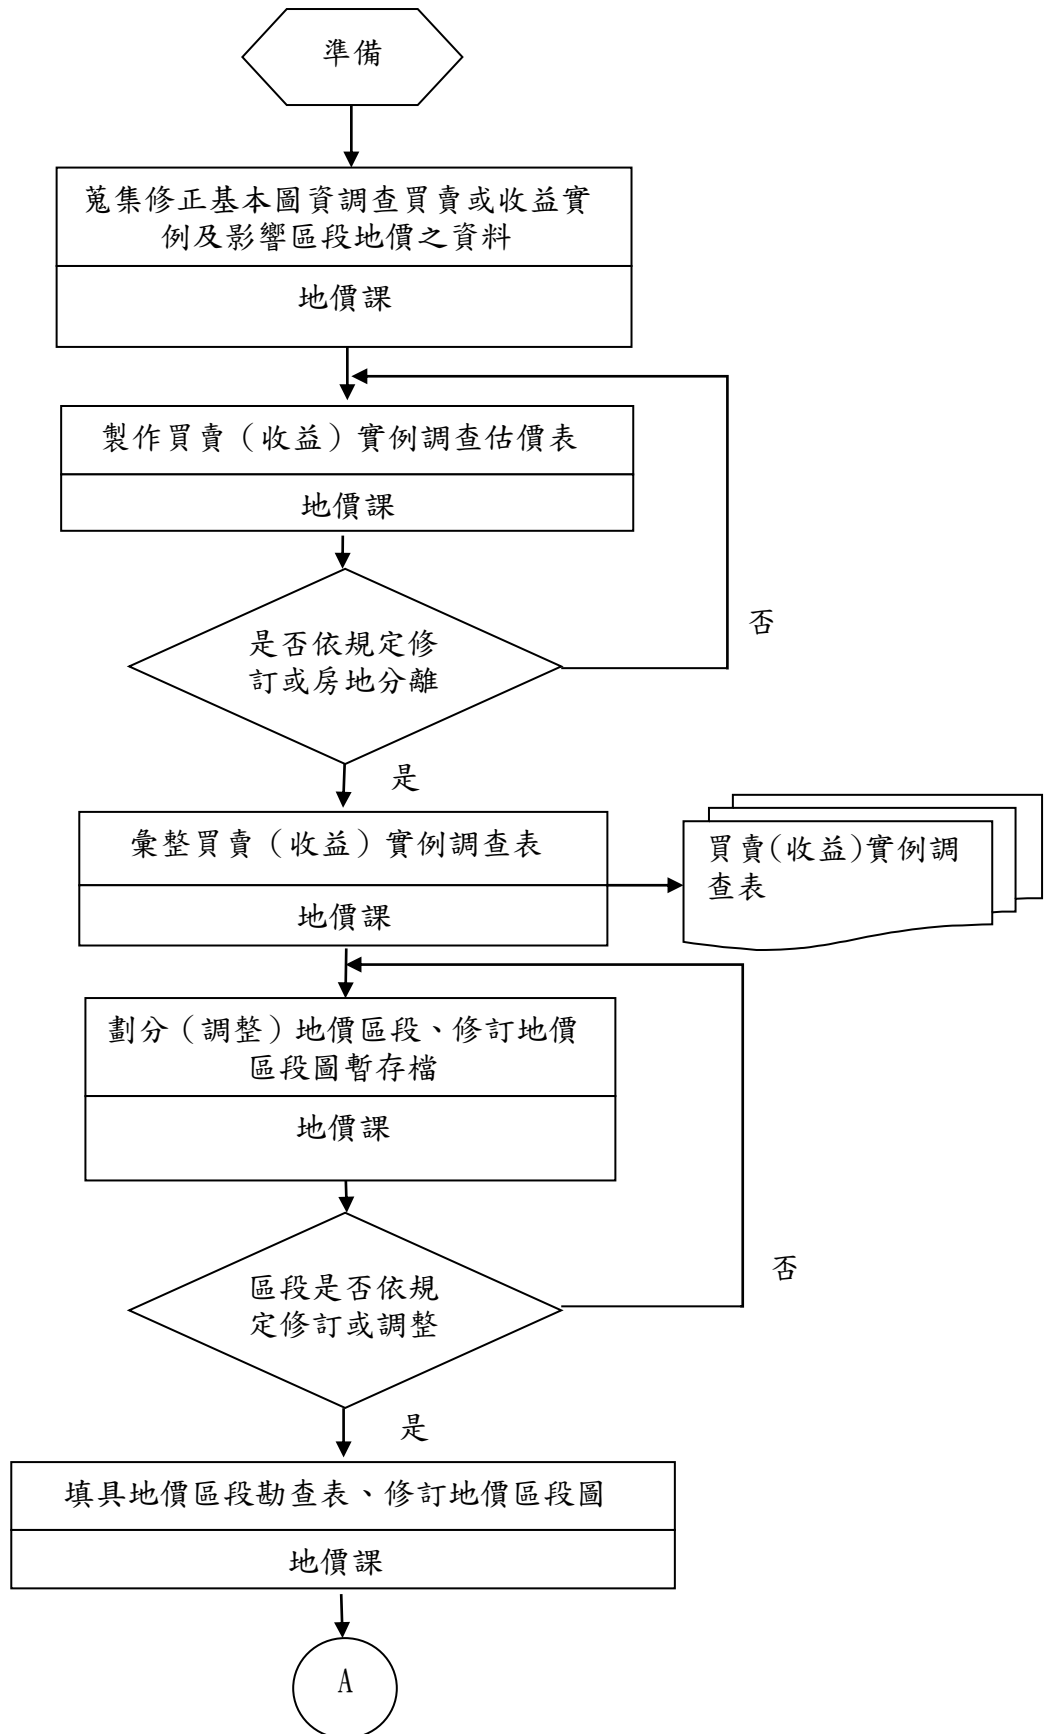 準備
蒐集修正基本圖資調查買賣或收益實
例及影響區段地價之資料
地價課
製作買賣（收益）實例調查估價表
地價課
是否依規定修
訂或房地分離
否
是
彙整買賣（收益）實例調查表
地價課
買賣(收益)實例調
查表
劃分（調整）地價區段、修訂地價
區段圖暫存檔
地價課
區段是否依規
定修訂或調整
否
是
填具地價區段勘查表、修訂地價區段圖
地價課
A